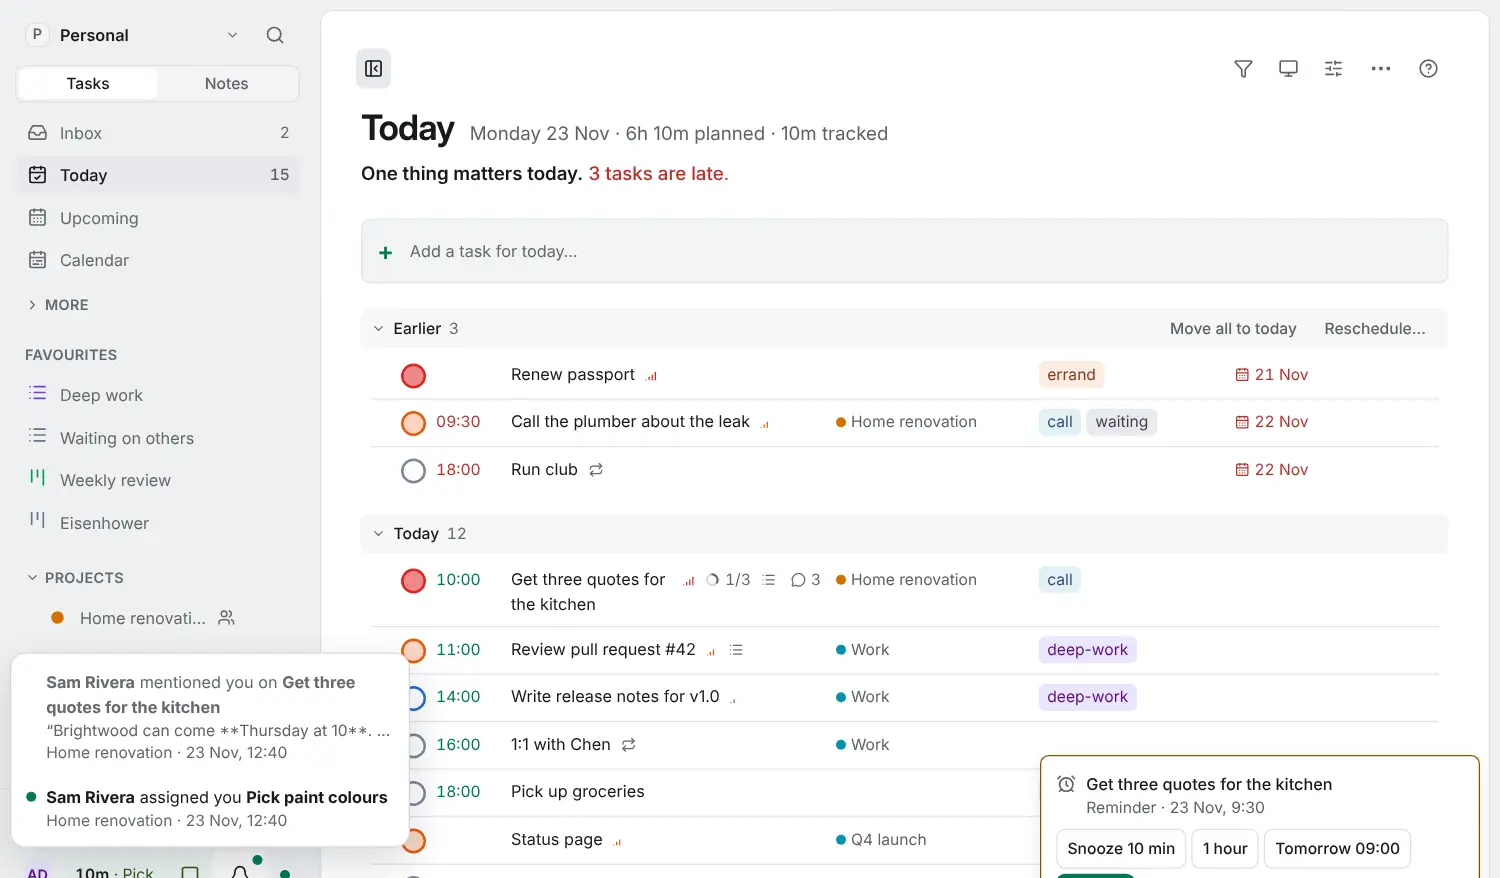 P Personal
Tasks Notes
Inbox 2
Today 15
Upcoming
Calendar
MORE
FAVOURITES
Deep work
Waiting on others
Weekly review
Eisenhower
PROJECTS
Home renovati...
Sam Rivera mentioned you on Get three
quotes for the kitchen
“Brightwood can come **Thursday at 10**. ...
Home renovation · 23 Nov, 12:40
Sam Rivera assigned you Pick paint colours
Home renovation · 23 Nov, 12:40
AD 10m · Pick
Today Monday 23 Nov · 6h 10m planned · 10m tracked
One thing matters today. 3 tasks are late.
+ Add a task for today...
Earlier 3 Move all to today Reschedule...
Renew passport errand 21 Nov
09:30 Call the plumber about the leak Home renovation call waiting 22 Nov
18:00 Run club 22 Nov
Today 12
10:00 Get three quotes for 1/3 3 Home renovation call
the kitchen
11:00 Review pull request #42 Work deep-work
14:00 Write release notes for v1.0 Work deep-work
16:00 1:1 with Chen Work
18:00 Pick up groceries
Status page Q4 launch
Get three quotes for the kitchen
Reminder · 23 Nov, 9:30
Snooze 10 min 1 hour Tomorrow 09:00